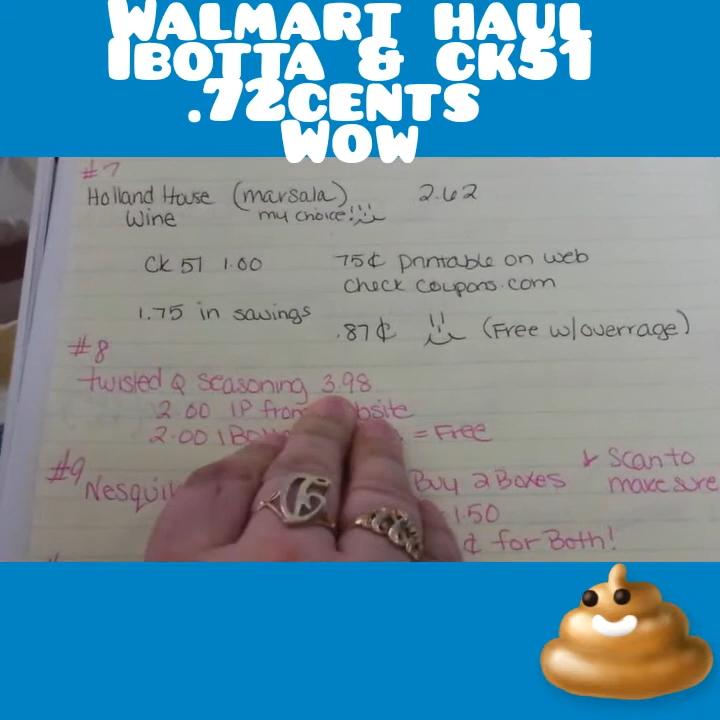 WALMART HAUL
IBOTTA & CK51
.72CENTS
WOW
#7
Holland House (marsala) 2.62
Wine my choice!
CK 51 1.00 75¢ printable on web
check coupons.com
1.75 in savings
.87¢ (Free w/overrage)
#8
twisted Q seasoning 3.98
2.00 IP from
2.00 = Free
#9 Buy 2 Boxes ↓ Scan to
make sure
1.50
¢ for Both!